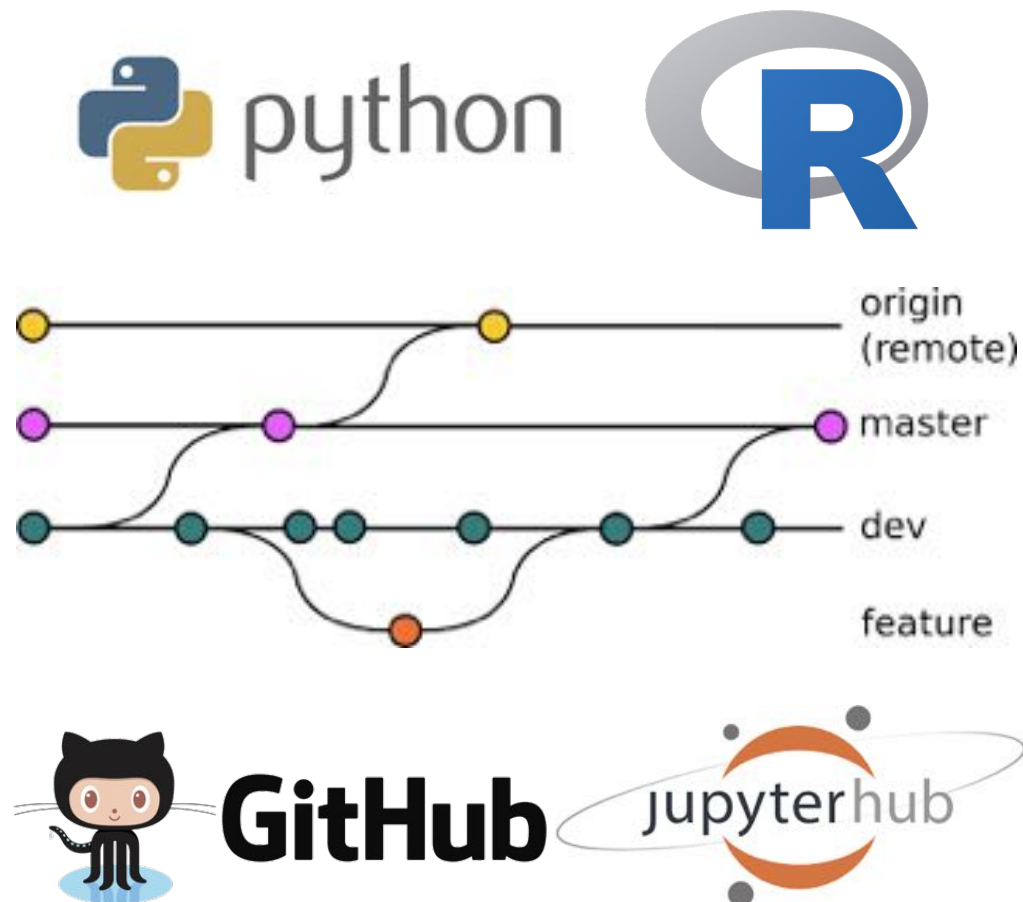 python
R
origin
(remote)
master
dev
feature
GitHub
jupyterhub